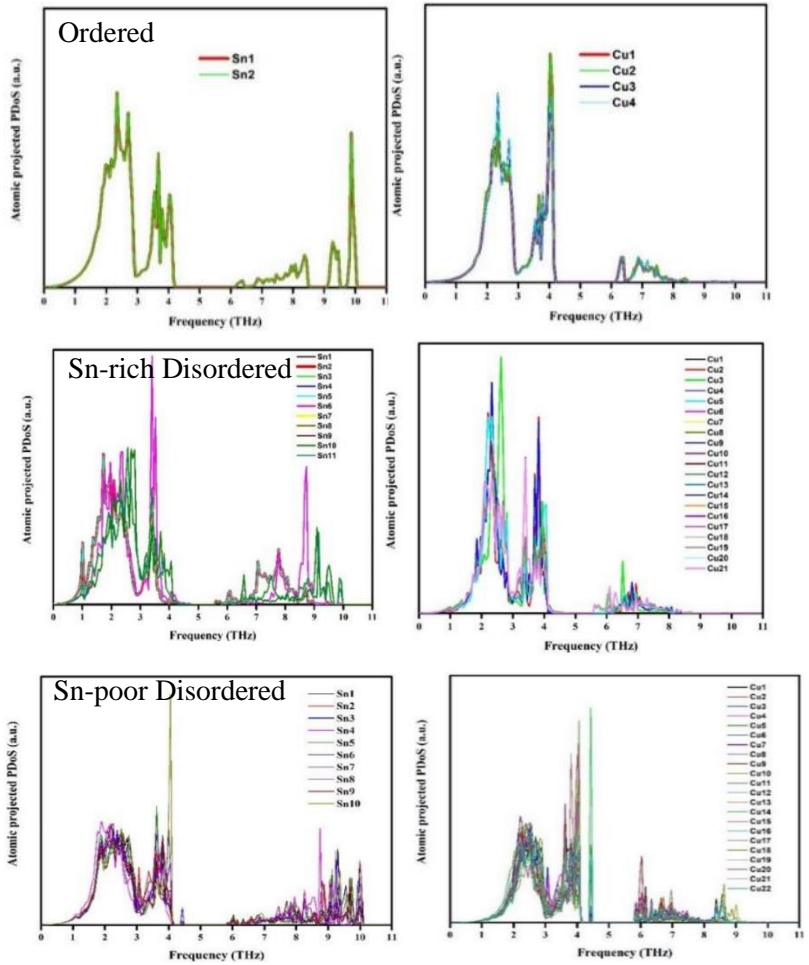 Ordered
Atomic projected PDoS (a.u.)
Sn1
Sn2
0 1 2 3 4 5 6 7 8 9 10 11
Frequency (THz)
Atomic projected PDoS (a.u.)
Cu1
Cu2
Cu3
Cu4
0 1 2 3 4 5 6 7 8 9 10 11
Frequency (THz)
Sn-rich Disordered
Atomic projected PDoS (a.u.)
Sn1
Sn2
Sn3
Sn4
Sn5
Sn6
Sn7
Sn8
Sn9
Sn10
Sn11
0 1 2 3 4 5 6 7 8 9 10 11
Frequency (THz)
Atomic projected PDoS (a.u.)
Cu1
Cu2
Cu3
Cu4
Cu5
Cu6
Cu7
Cu8
Cu9
Cu10
Cu11
Cu12
Cu13
Cu14
Cu15
Cu16
Cu17
Cu18
Cu19
Cu20
Cu21
0 1 2 3 4 5 6 7 8 9 10 11
Frequency (THz)
Sn-poor Disordered
Atomic projected PDoS (a.u.)
Sn1
Sn2
Sn3
Sn4
Sn5
Sn6
Sn7
Sn8
Sn9
Sn10
0 1 2 3 4 5 6 7 8 9 10 11
Frequency (THz)
Atomic projected PDoS (a.u.)
Cu1
Cu2
Cu3
Cu4
Cu5
Cu6
Cu7
Cu8
Cu9
Cu10
Cu11
Cu12
Cu13
Cu14
Cu15
Cu16
Cu17
Cu18
Cu19
Cu20
Cu21
Cu22
0 1 2 3 4 5 6 7 8 9 10 11
Frequency (THz)